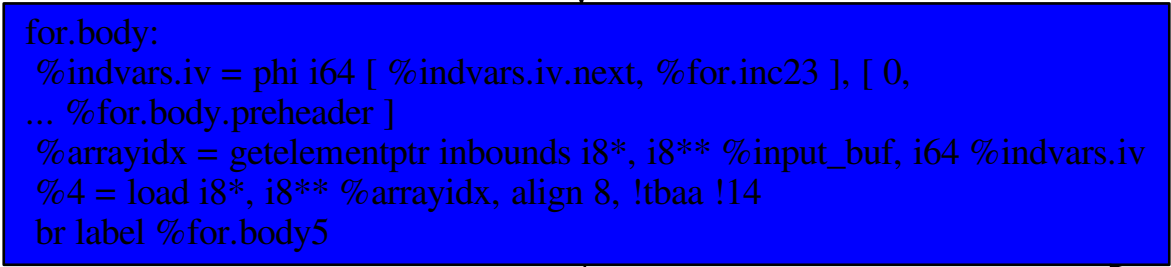 for.body:
%indvars.iv = phi i64 [ %indvars.iv.next, %for.inc23 ], [ 0,
... %for.body.preheader ]
%arrayidx = getelementptr inbounds i8*, i8** %input_buf, i64 %indvars.iv
%4 = load i8*, i8** %arrayidx, align 8, !tbaa !14
br label %for.body5